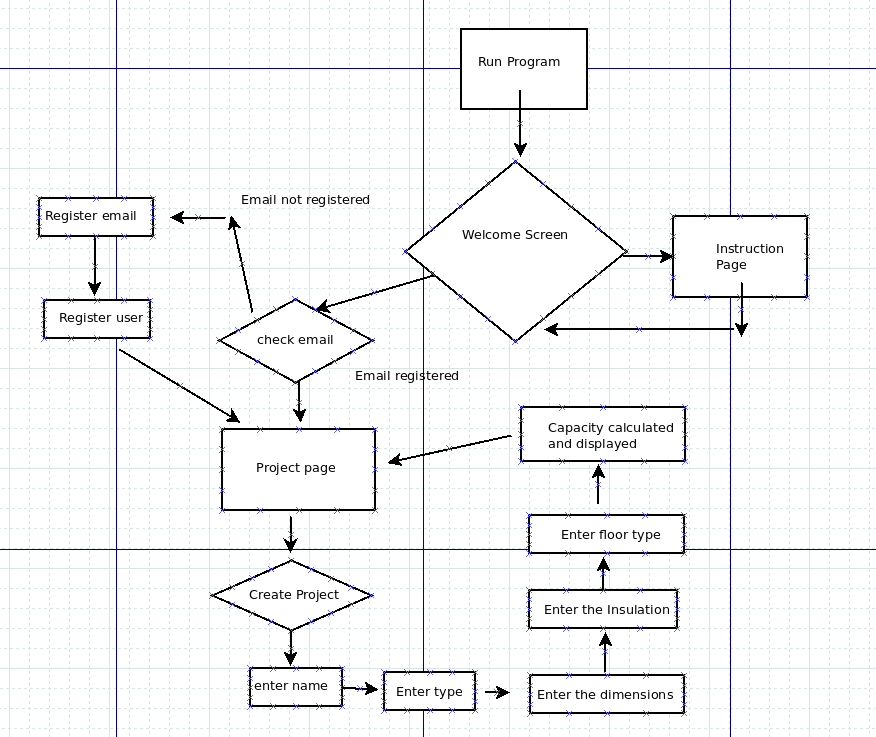 Run Program
Email not registered
Register email
Welcome Screen
Instruction
Page
Register user
check email
Email registered
Capacity calculated
and displayed
Project page
Enter floor type
Create Project
Enter the Insulation
enter name
Enter type
Enter the dimensions